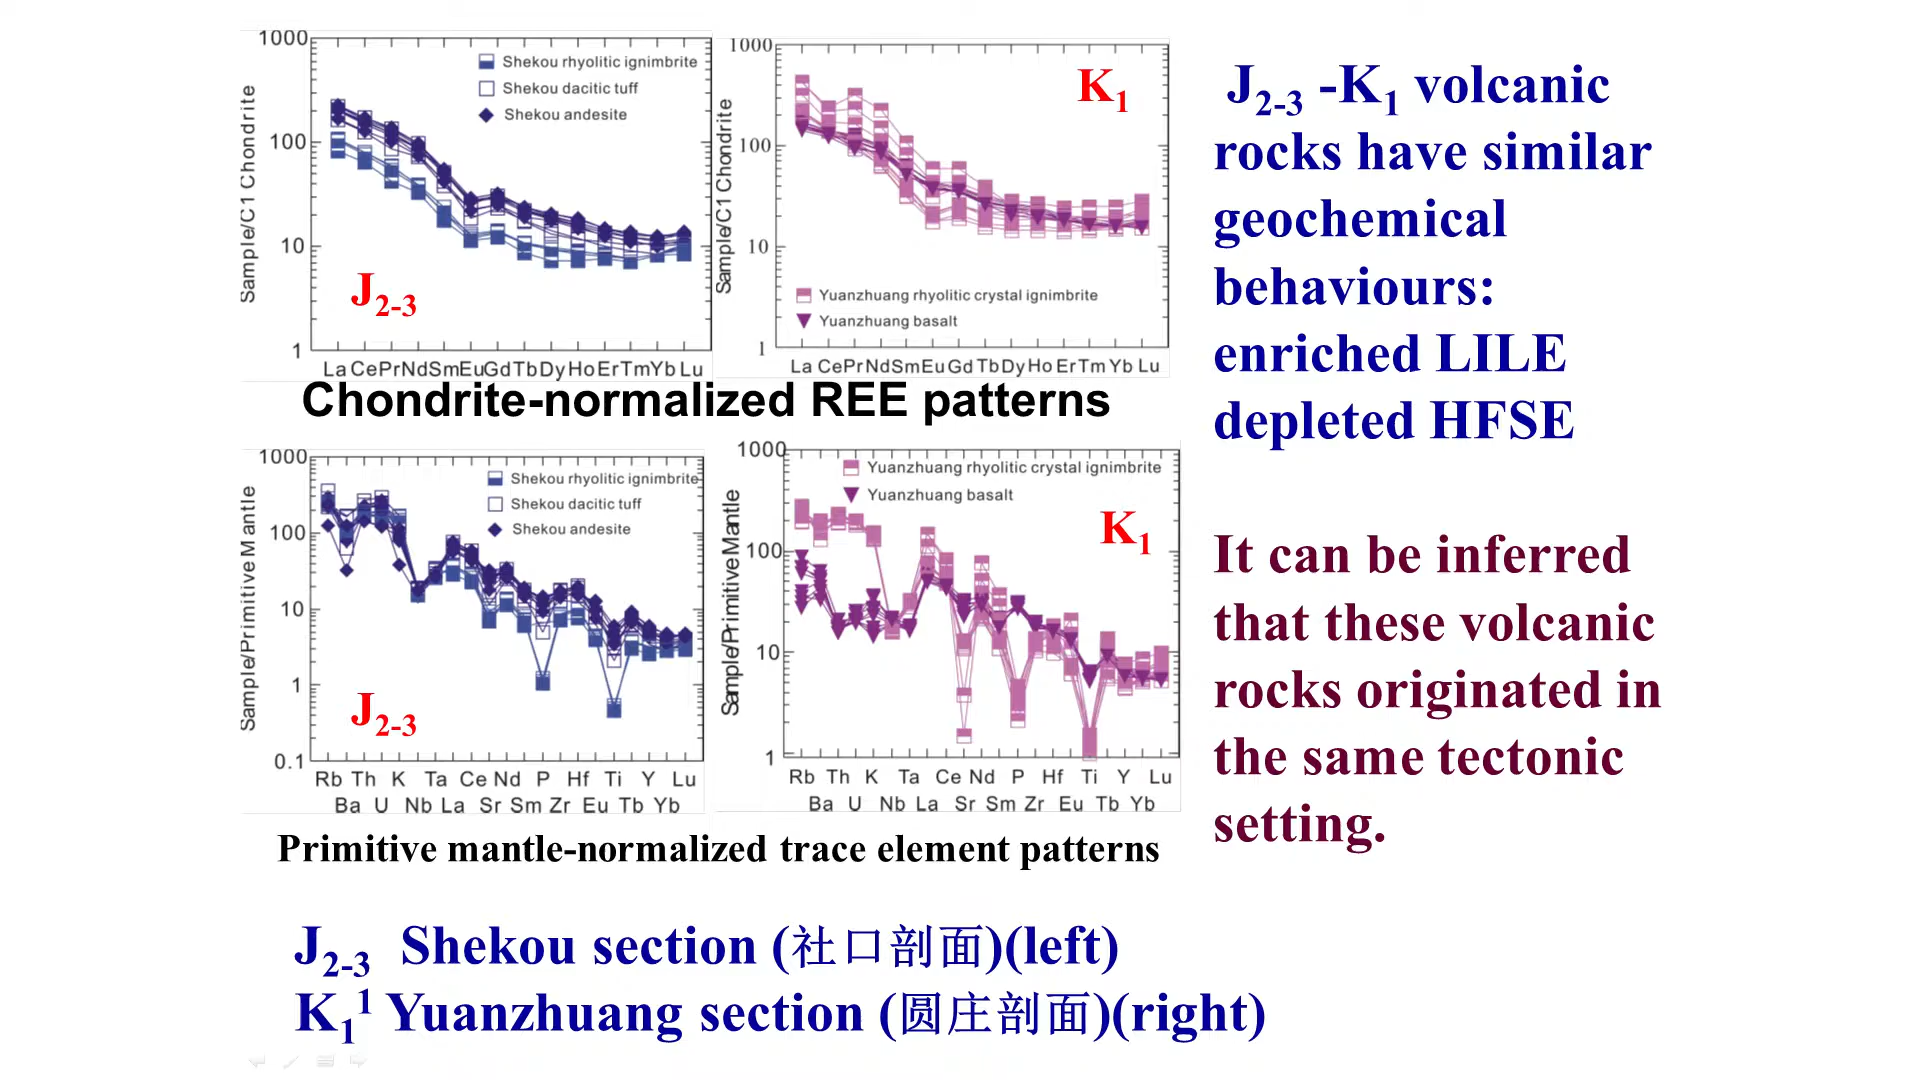 1000
100
10
1
Sample/C1 Chondrite
Shekou rhyolitic ignimbrite
Shekou dacitic tuff
Shekou andesite
J2-3
La Ce Pr Nd Sm Eu Gd Tb Dy Ho Er Tm Yb Lu
1000
100
10
1
Sample/C1 Chondrite
K1
Yuanzhuang rhyolitic crystal ignimbrite
Yuanzhuang basalt
La Ce Pr Nd Sm Eu Gd Tb Dy Ho Er Tm Yb Lu
Chondrite-normalized REE patterns
1000
100
10
1
0.1
Sample/Primitive Mantle
Shekou rhyolitic ignimbrite
Shekou dacitic tuff
Shekou andesite
J2-3
Rb Th K Ta Ce Nd P Hf Ti Y Lu
Ba U Nb La Sr Sm Zr Eu Tb Yb
1000
100
10
1
Sample/Primitive Mantle
Yuanzhuang rhyolitic crystal ignimbrite
Yuanzhuang basalt
K1
Rb Th K Ta Ce Nd P Hf Ti Y Lu
Ba U Nb La Sr Sm Zr Eu Tb Yb
Primitive mantle-normalized trace element patterns
J2-3 -K1 volcanic
rocks have similar
geochemical
behaviours:
enriched LILE
depleted HFSE
It can be inferred
that these volcanic
rocks originated in
the same tectonic
setting.
J2-3 Shekou section (社口剖面)(left)
K1¹ Yuanzhuang section (圆庄剖面)(right)